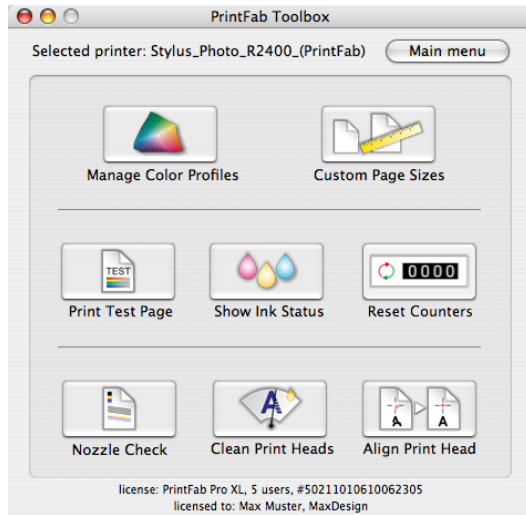 PrintFab Toolbox
Selected printer: Stylus_Photo_R2400_(PrintFab) Main menu
Manage Color Profiles Custom Page Sizes
TEST 0000
Print Test Page Show Ink Status Reset Counters
A A A
Nozzle Check Clean Print Heads Align Print Head
license: PrintFab Pro XL, 5 users, #50211010610062305
licensed to: Max Muster, MaxDesign